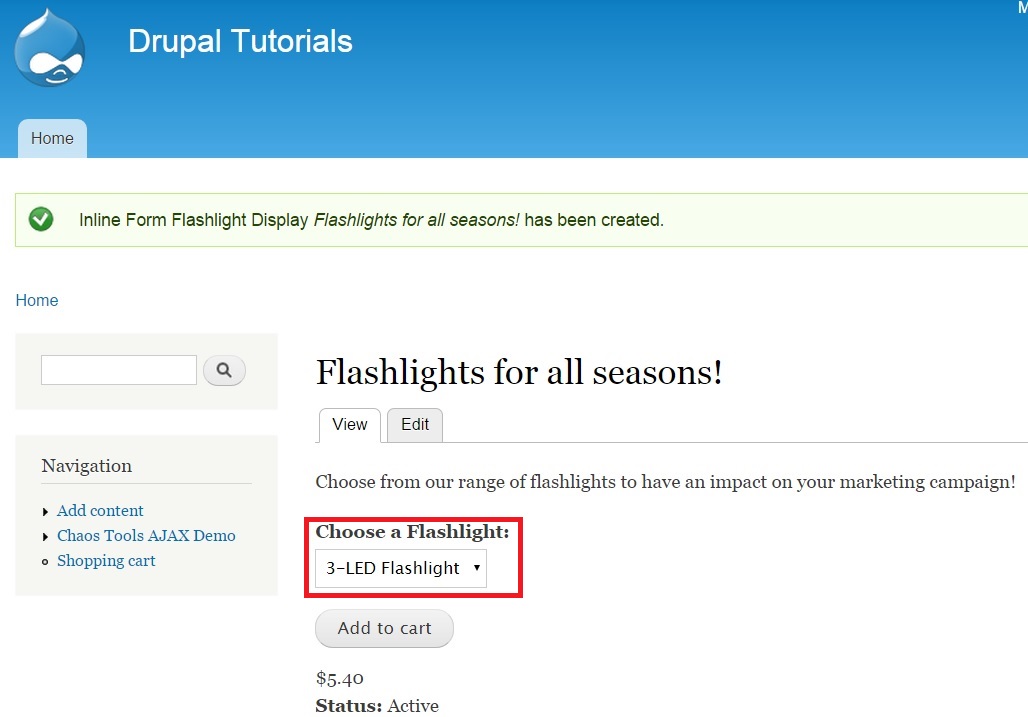 M
Drupal Tutorials
Home
Inline Form Flashlight Display Flashlights for all seasons! has been created.
Home
Flashlights for all seasons!
View Edit
Navigation
Add content
Chaos Tools AJAX Demo
Shopping cart
Choose from our range of flashlights to have an impact on your marketing campaign!
Choose a Flashlight:
3-LED Flashlight
Add to cart
$5.40
Status: Active